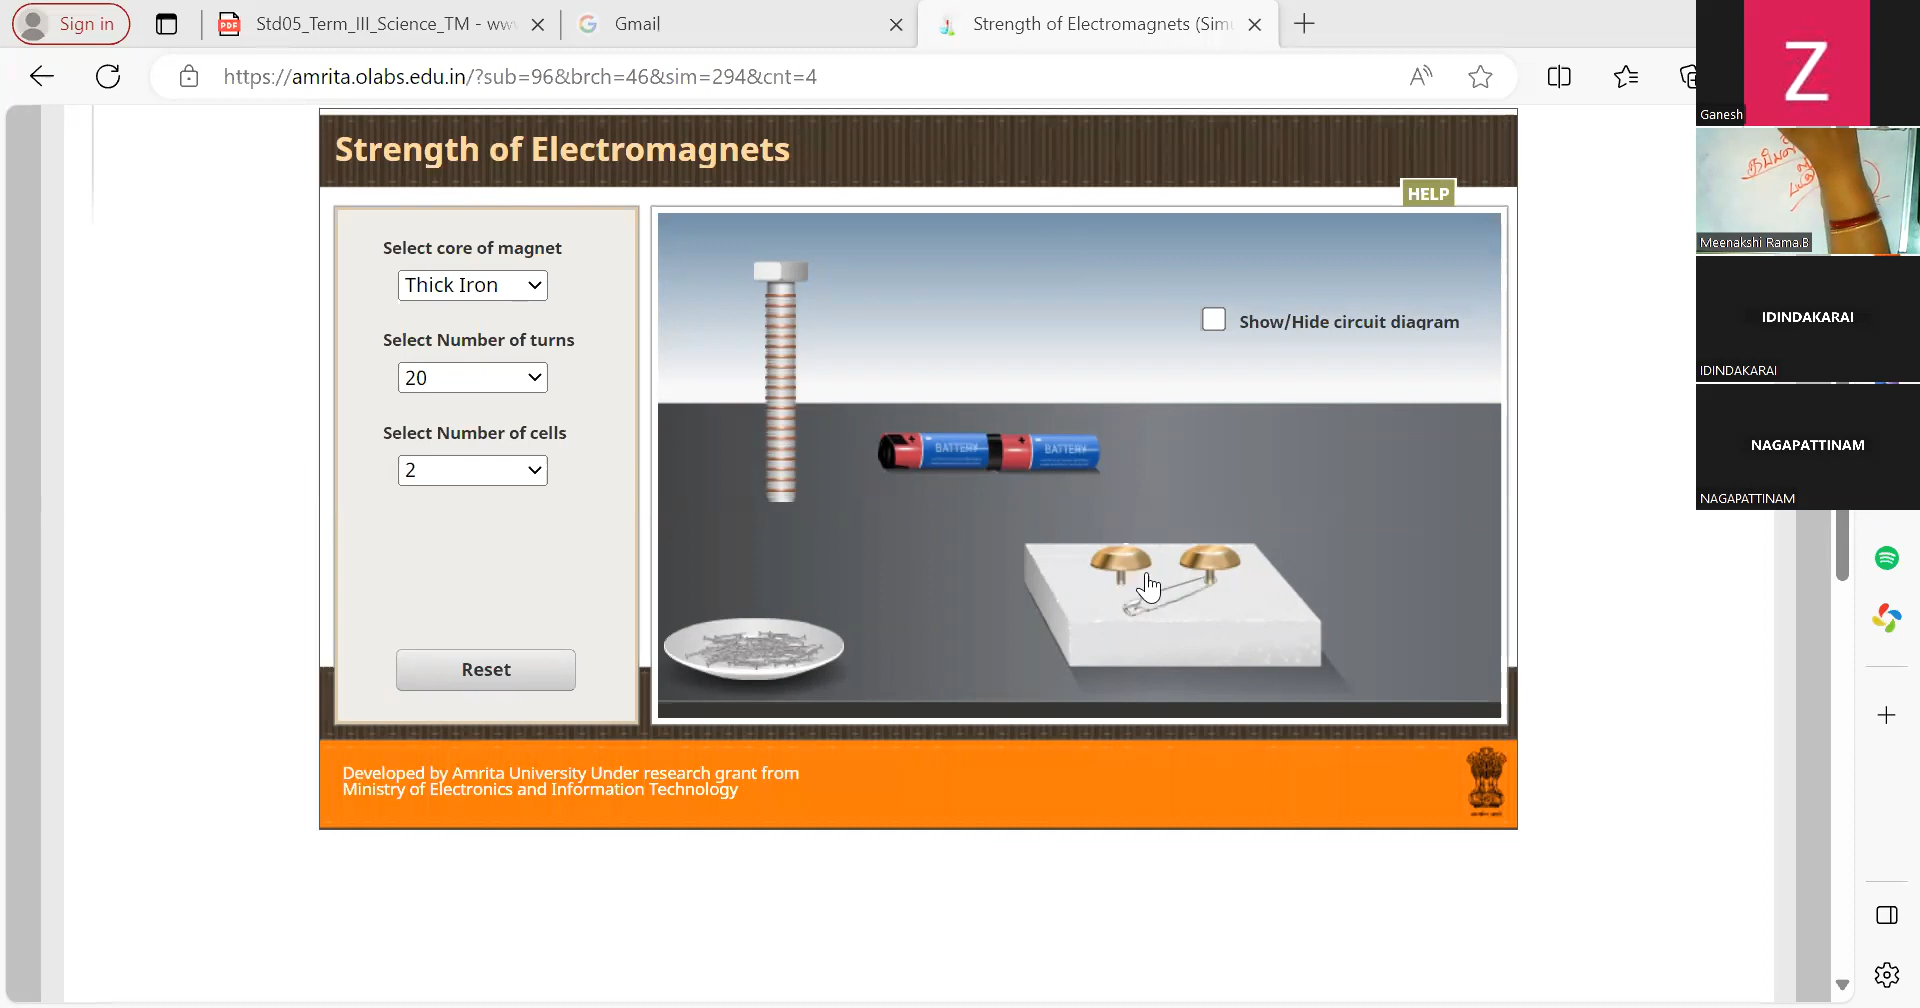 Sign in
Std05_Term_III_Science_TM - www
Gmail
Strength of Electromagnets (Simu
https://amrita.olabs.edu.in/?sub=96&brch=46&sim=294&cnt=4
Strength of Electromagnets
HELP
Select core of magnet
Thick Iron
Select Number of turns
20
Select Number of cells
2
Reset
Show/Hide circuit diagram
BATTERY
BATTERY
Developed by Amrita University Under research grant from
Ministry of Electronics and Information Technology
Z
Ganesh
Meenakshi Rama.B
IDINDAKARAI
IDINDAKARAI
NAGAPATTINAM
NAGAPATTINAM